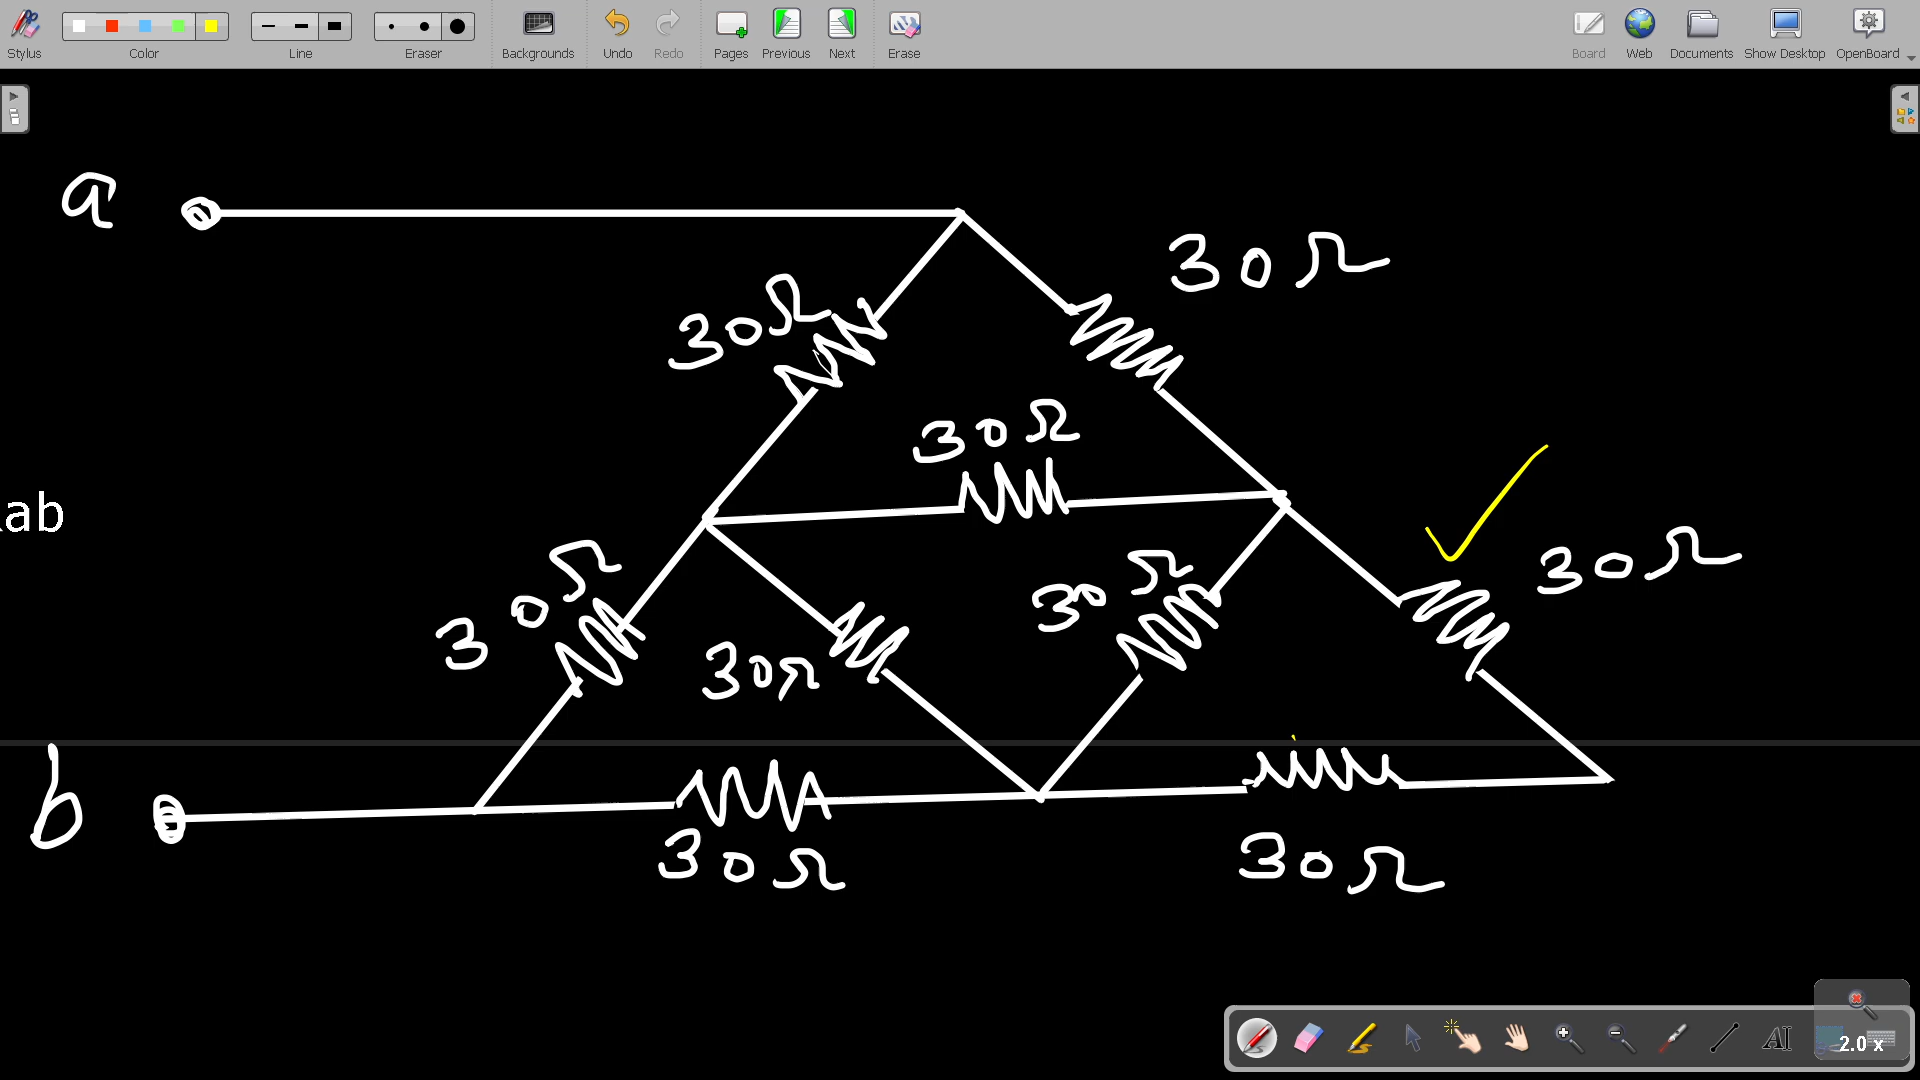 Stylus Color Line Eraser Backgrounds Undo Redo Pages Previous Next Erase Board Web Documents Show Desktop OpenBoard
a
30Ω
30Ω
30Ω
ab
30Ω
30Ω
30Ω
30Ω
b
30Ω
30Ω
2.0 x